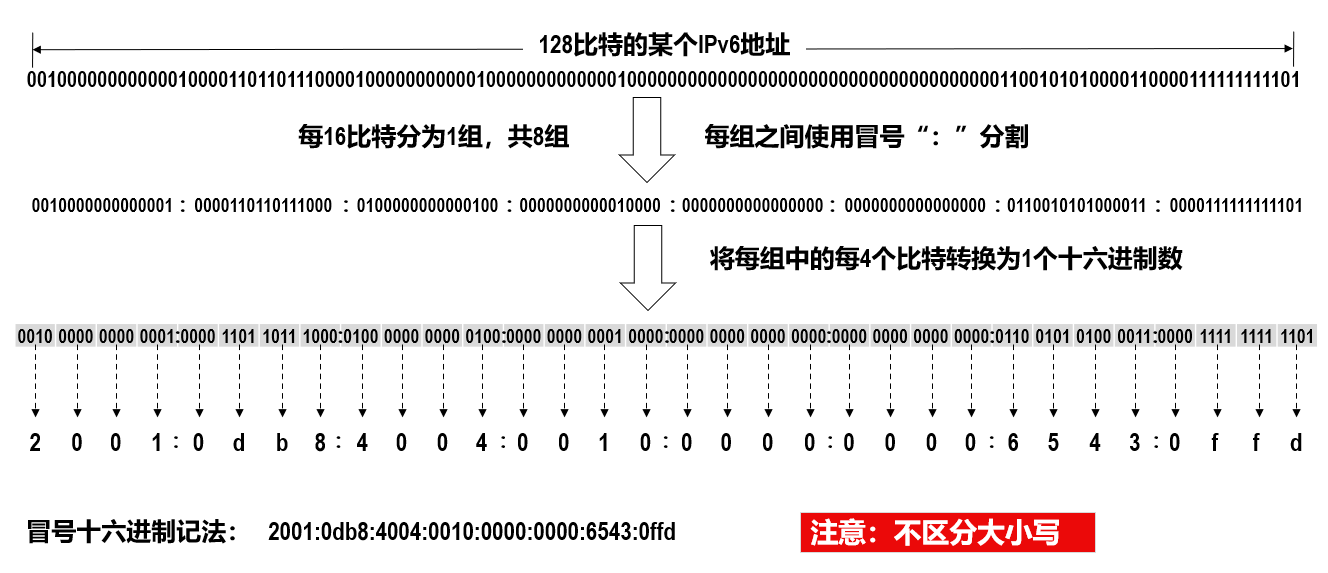 128比特的某个IPv6地址
00100000000000010000110110111000010000000000010000000000000100000000000000000000000000000000000001100101010000110000111111111101
每16比特分为1组，共8组
每组之间使用冒号“：”分割
0010000000000001 : 0000110110111000 : 0100000000000100 : 0000000000010000 : 0000000000000000 : 0000000000000000 : 0110010101000011 : 0000111111111101
将每组中的每4个比特转换为1个十六进制数
0010 0000 0000 0001:0000 1101 1011 1000:0100 0000 0000 0100:0000 0000 0001 0000:0000 0000 0000 0000:0000 0000 0000 0000:0110 0101 0100 0011:0000 1111 1111 1101
2 0 0 1 : 0 d b 8 : 4 0 0 4 : 0 0 1 0 : 0 0 0 0 : 0 0 0 0 : 6 5 4 3 : 0 f f d
冒号十六进制记法： 2001:0db8:4004:0010:0000:0000:6543:0ffd
注意：不区分大小写